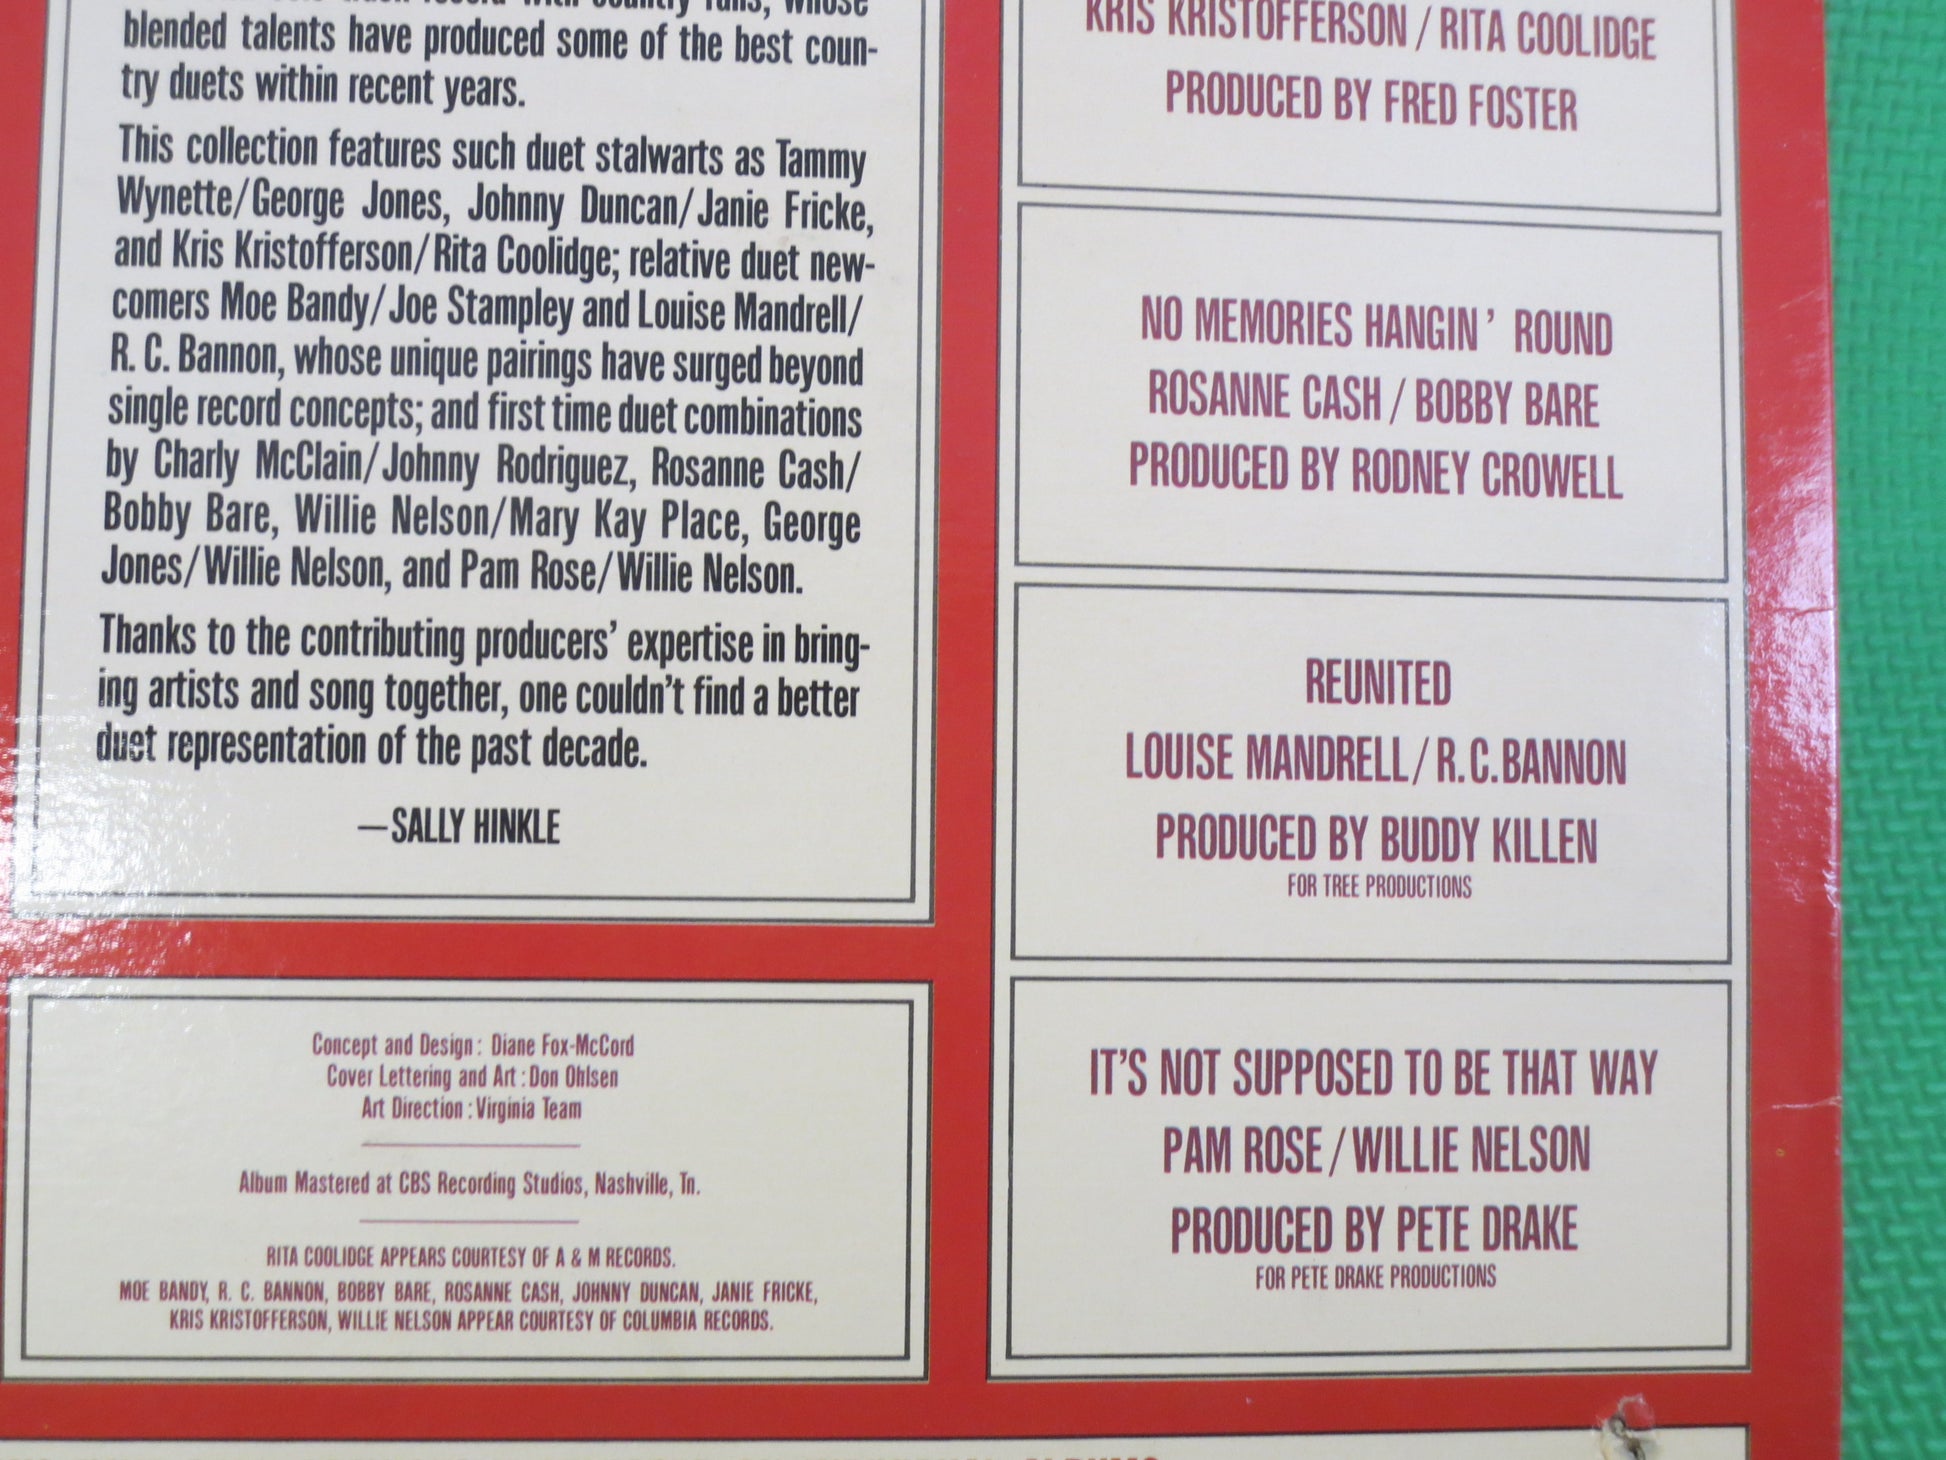 with country fans, whose
blended talents have produced some of the best coun-
try duets within recent years.
This collection features such duet stalwarts as Tammy
Wynette/George Jones, Johnny Duncan/Janie Fricke,
and Kris Kristofferson/Rita Coolidge; relative duet new-
comers Moe Bandy/Joe Stampley and Louise Mandrell/
R. C. Bannon, whose unique pairings have surged beyond
single record concepts; and first time duet combinations
by Charly McClain/Johnny Rodriguez, Rosanne Cash/
Bobby Bare, Willie Nelson/Mary Kay Place, George
Jones/Willie Nelson, and Pam Rose/Willie Nelson.
Thanks to the contributing producers' expertise in bring-
ing artists and song together, one couldn't find a better
duet representation of the past decade.
—SALLY HINKLE
Concept and Design: Diane Fox-McCord
Cover Lettering and Art: Don Ohlsen
Art Direction: Virginia Team
Album Mastered at CBS Recording Studios, Nashville, Tn.
RITA COOLIDGE APPEARS COURTESY OF A & M RECORDS.
MOE BANDY, R. C. BANNON, BOBBY BARE, ROSANNE CASH, JOHNNY DUNCAN, JANIE FRICKE,
KRIS KRISTOFFERSON, WILLIE NELSON APPEAR COURTESY OF COLUMBIA RECORDS.
KRIS KRISTOFFERSON / RITA COOLIDGE
PRODUCED BY FRED FOSTER
NO MEMORIES HANGIN' ROUND
ROSANNE CASH / BOBBY BARE
PRODUCED BY RODNEY CROWELL
REUNITED
LOUISE MANDRELL / R.C. BANNON
PRODUCED BY BUDDY KILLEN
FOR TREE PRODUCTIONS
IT'S NOT SUPPOSED TO BE THAT WAY
PAM ROSE / WILLIE NELSON
PRODUCED BY PETE DRAKE
FOR PETE DRAKE PRODUCTIONS